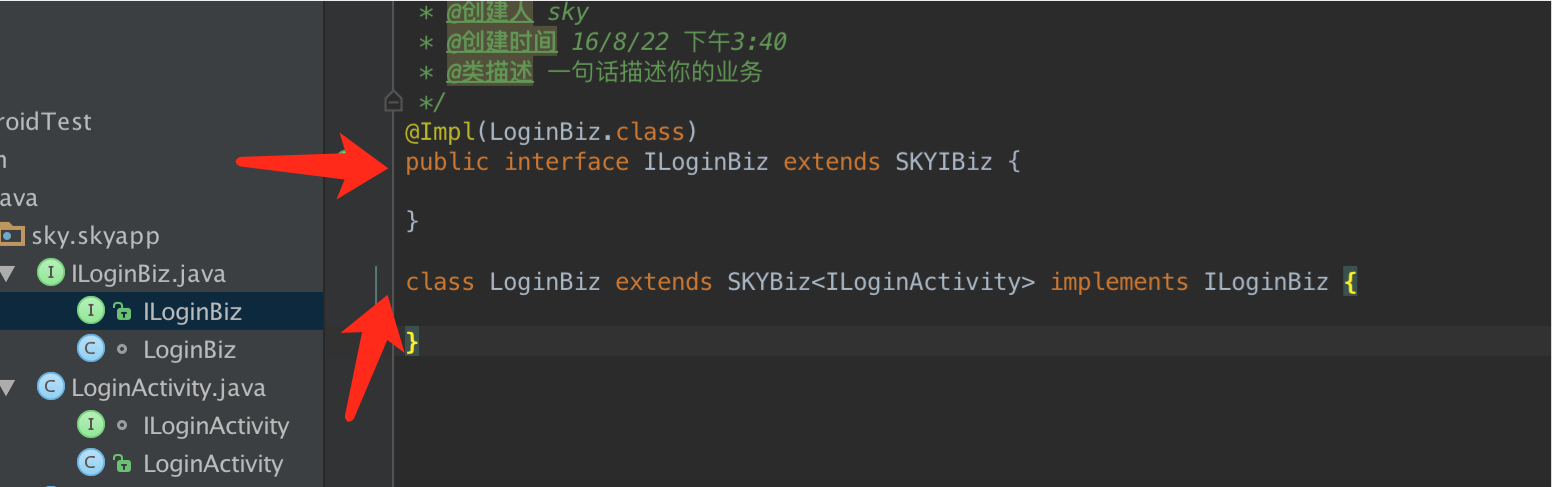 roidTest
ava
sky.skyapp
I ILoginBiz.java
I ILoginBiz
C LoginBiz
C LoginActivity.java
I ILoginActivity
C LoginActivity
* @创建人 sky
* @创建时间 16/8/22 下午3:40
* @类描述 一句话描述你的业务
*/
@Impl(LoginBiz.class)
public interface ILoginBiz extends SKYIBiz {
}
class LoginBiz extends SKYBiz<ILoginActivity> implements ILoginBiz {
}